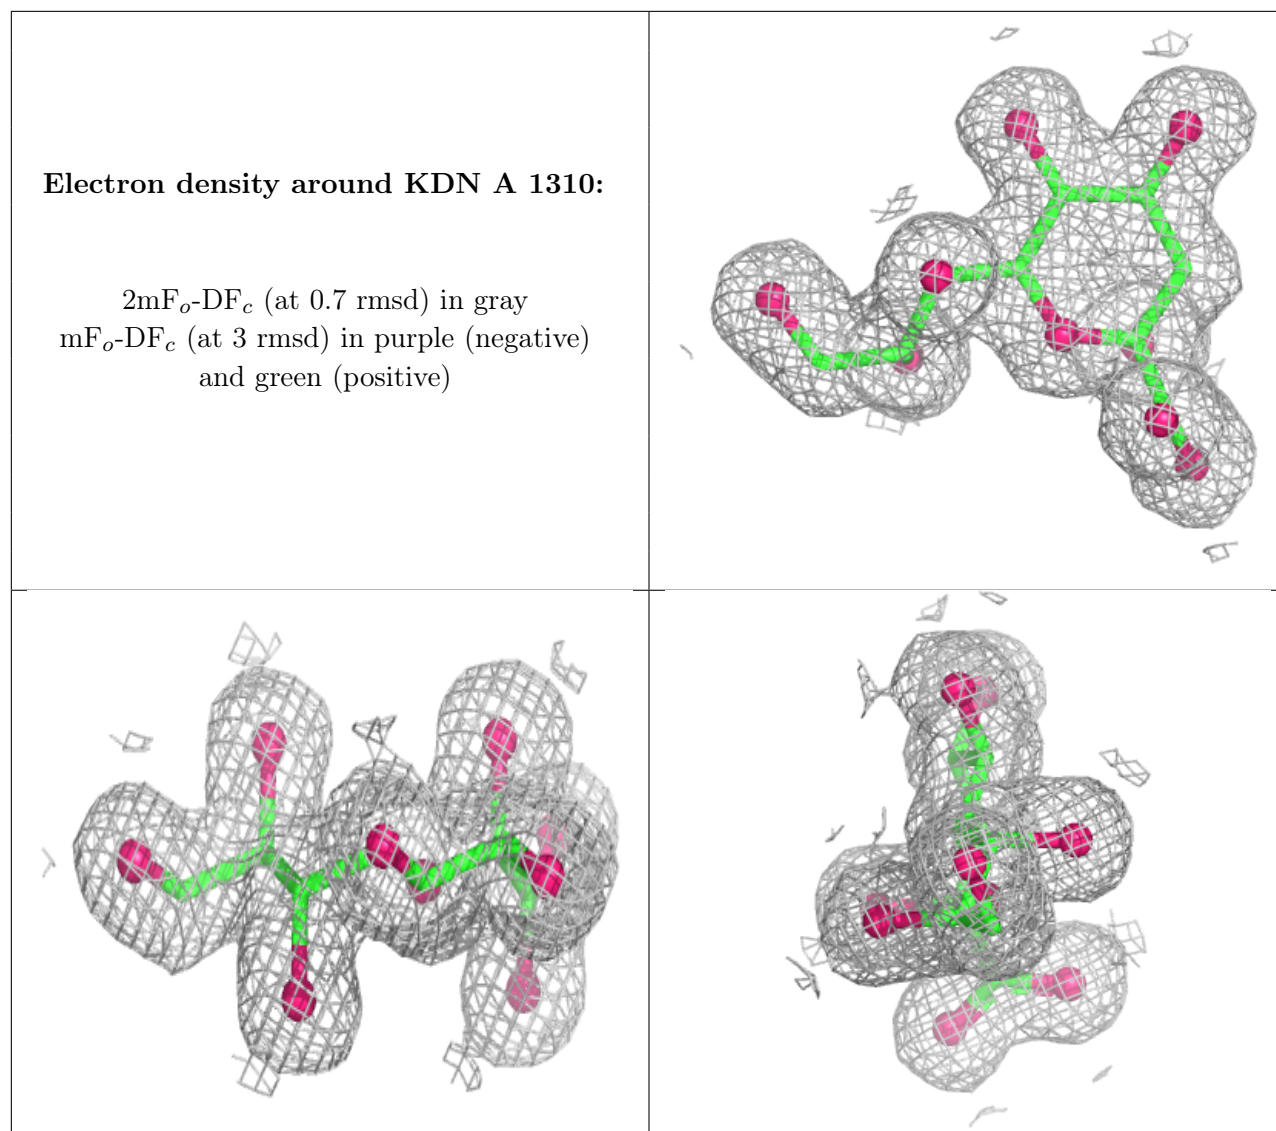 Electron density around KDN A 1310:
2mFo-DFc (at 0.7 rmsd) in gray
mFo-DFc (at 3 rmsd) in purple (negative)
and green (positive)